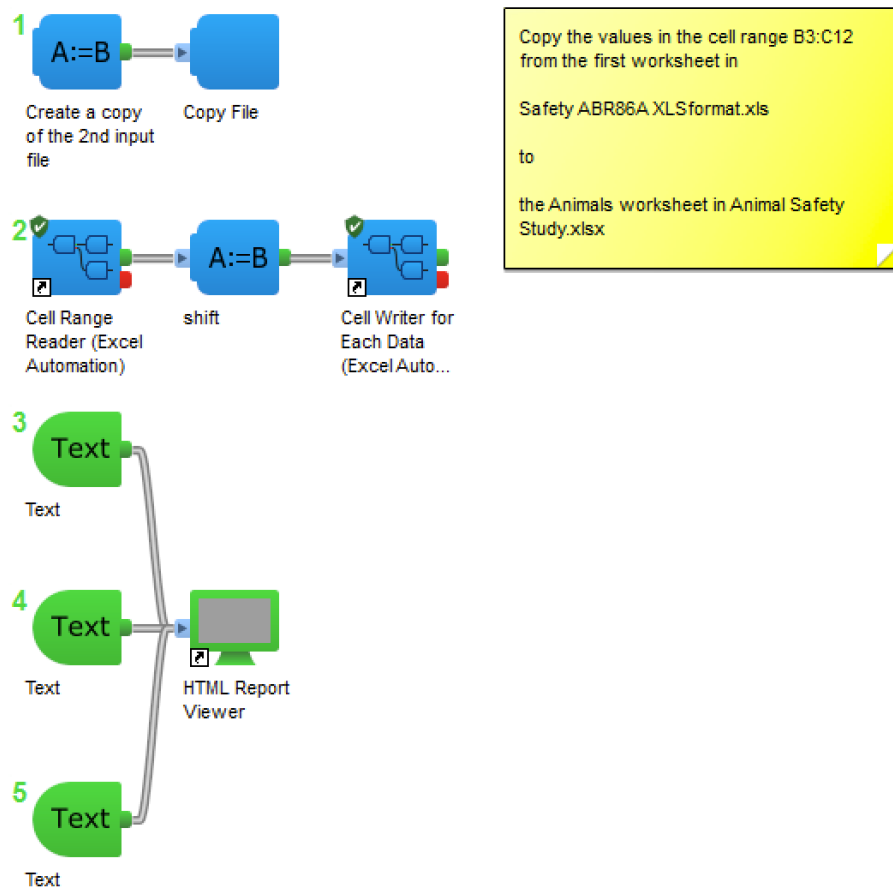 1
A:=B
Create a copy
of the 2nd input
file
Copy File
Copy the values in the cell range B3:C12
from the first worksheet in
Safety ABR86A XLSformat.xls
to
the Animals worksheet in Animal Safety
Study.xlsx
2
A:=B
Cell Range
Reader (Excel
Automation)
shift
Cell Writer for
Each Data
(Excel Auto...
3
Text
Text
4
Text
Text
HTML Report
Viewer
5
Text
Text